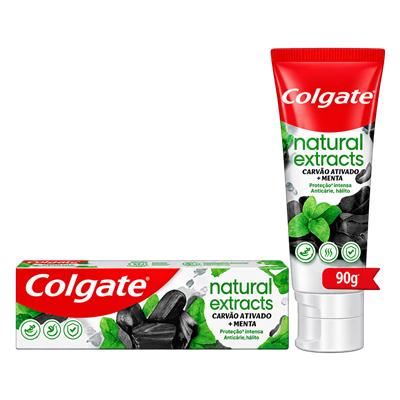 Colgate®
natural
extracts
CARVÃO ATIVADO
+ MENTA
Proteção* intensa
Anticárie, hálito
90g
Colgate®
natural
extracts
CARVÃO ATIVADO
+ MENTA
Proteção* intensa
Anticárie, hálito